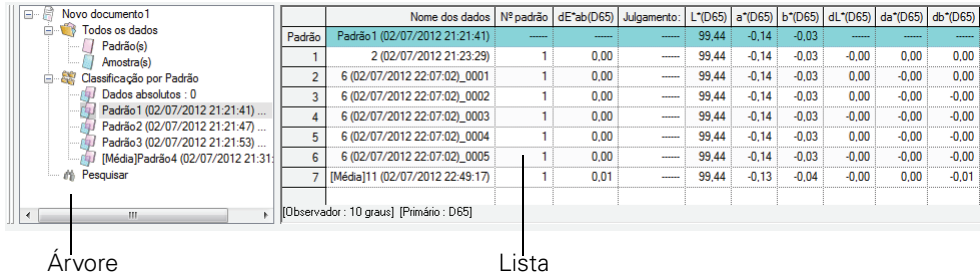 Novo documento1
Todos os dados
Padrão(s)
Amostra(s)
Classificação por Padrão
Dados absolutos : 0
Padrão1 (02/07/2012 21:21:41) ...
Padrão2 (02/07/2012 21:21:47) ...
Padrão3 (02/07/2012 21:21:53) ...
[Média]Padrão4 (02/07/2012 21:31:
Pesquisar
Nome dos dados Nº padrão dE*ab(D65) Julgamento: L*(D65) a*(D65) b*(D65) dL*(D65) da*(D65) db*(D65)
Padrão Padrão1 (02/07/2012 21:21:41) ------ ------ ------ 99,44 -0,14 -0,03 ------ ------ ------
1 2 (02/07/2012 21:23:29) 1 0,00 ------ 99,44 -0,14 -0,03 -0,00 0,00 0,00
2 6 (02/07/2012 22:07:02)_0001 1 0,00 ------ 99,44 -0,14 -0,03 0,00 -0,00 0,00
3 6 (02/07/2012 22:07:02)_0002 1 0,00 ------ 99,44 -0,14 -0,03 0,00 -0,00 0,00
4 6 (02/07/2012 22:07:02)_0003 1 0,00 ------ 99,44 -0,14 -0,03 0,00 -0,00 0,00
5 6 (02/07/2012 22:07:02)_0004 1 0,00 ------ 99,44 -0,14 -0,03 0,00 -0,00 0,00
6 6 (02/07/2012 22:07:02)_0005 1 0,00 ------ 99,44 -0,14 -0,03 -0,00 -0,00 0,00
7 [Média]11 (02/07/2012 22:49:17) 1 0,01 ------ 99,44 -0,13 -0,04 -0,00 0,00 -0,01
[Observador : 10 graus] [Primário : D65]
Árvore Lista